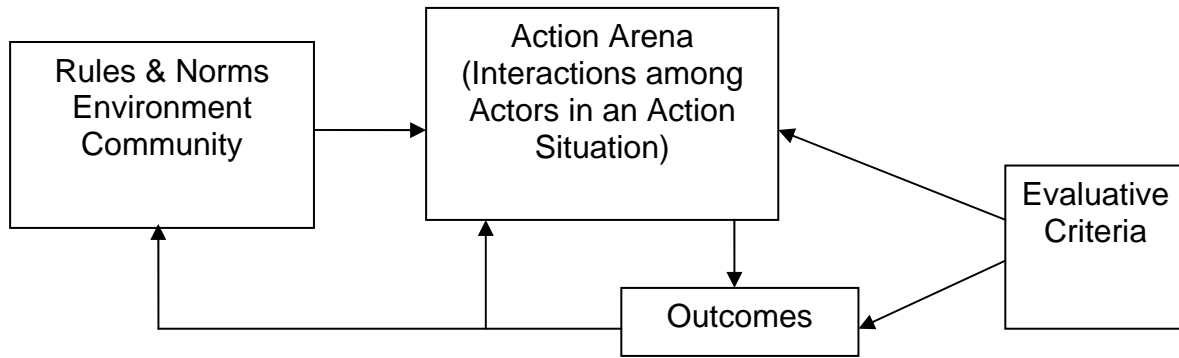 Rules & Norms
Environment
Community
Action Arena
(Interactions among
Actors in an Action
Situation)
Evaluative
Criteria
Outcomes